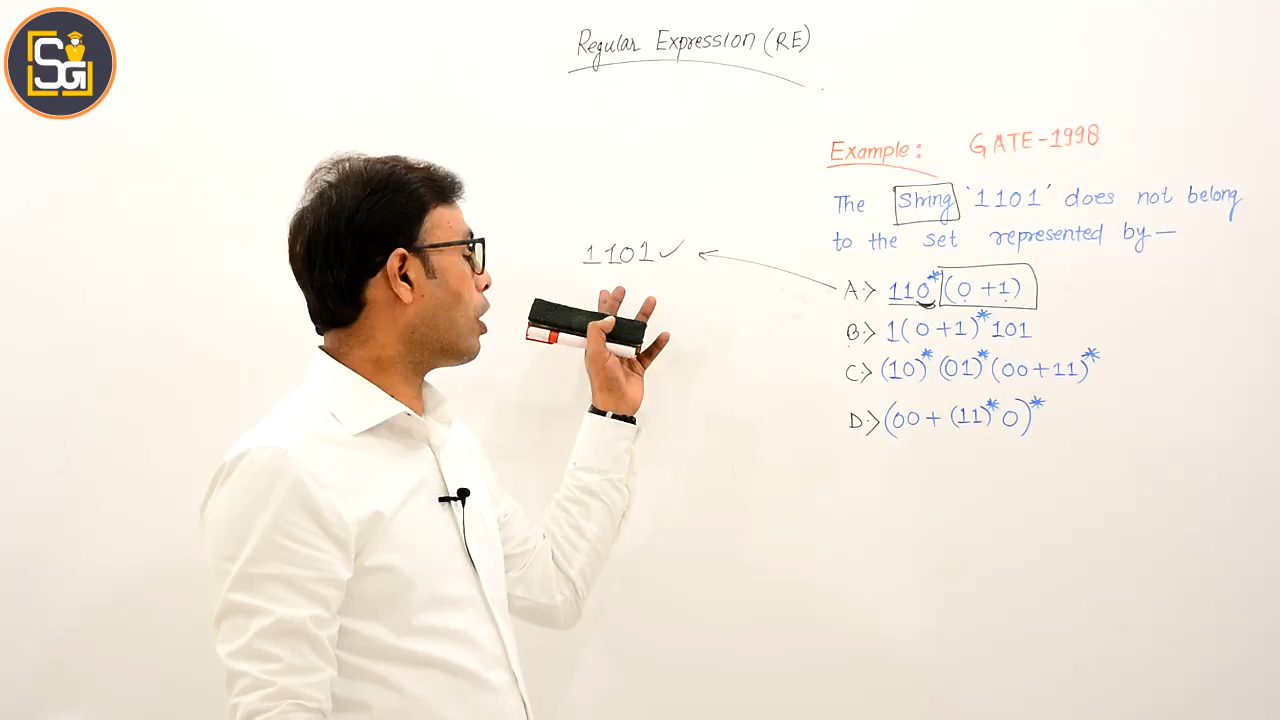 SG
Regular Expression (RE)
Example: GATE-1998
The String '1101' does not belong
to the set represented by—
1101✓
A:> 110*(0+1)
B:> 1(0+1)*101
C:> (10)*(01)*(00+11)*
D:> (00+(11)*0)*